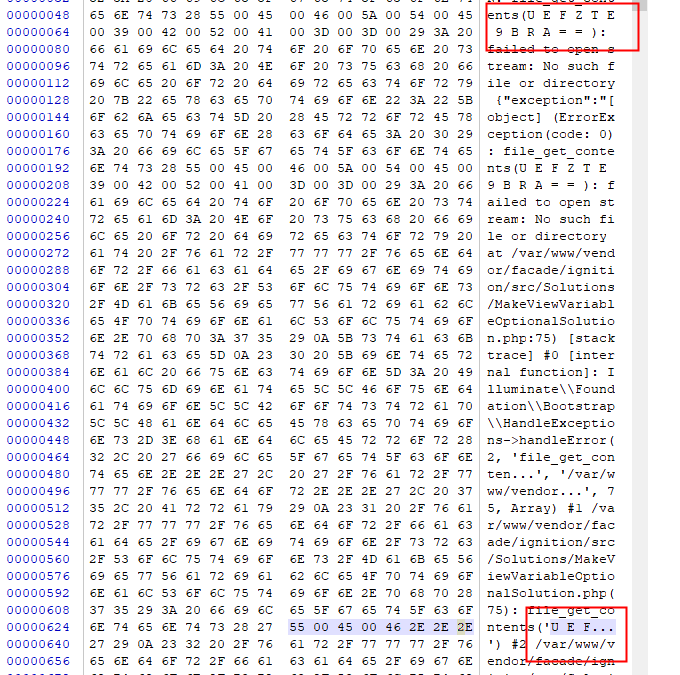 00000048 65 6E 74 73 28 55 00 45 00 46 00 5A 00 54 00 45 ents(U E F Z T E
00000064 00 39 00 42 00 52 00 41 00 3D 00 3D 00 29 3A 20  9 B R A = = ):
00000080 66 61 69 6C 65 64 20 74 6F 20 6F 70 65 6E 20 73 failed to open s
00000096 74 72 65 61 6D 3A 20 4E 6F 20 73 75 63 68 20 66 tream: No such f
00000112 69 6C 65 20 6F 72 20 64 69 72 65 63 74 6F 72 79 ile or directory
00000128 20 7B 22 65 78 63 65 70 74 69 6F 6E 22 3A 22 5B  {"exception":"[
00000144 6F 62 6A 65 63 74 5D 20 28 45 72 72 6F 72 45 78 object] (ErrorEx
00000160 63 65 70 74 69 6F 6E 28 63 6F 64 65 3A 20 30 29 ception(code: 0)
00000176 3A 20 66 69 6C 65 5F 67 65 74 5F 63 6F 6E 74 65 : file_get_conte
00000192 6E 74 73 28 55 00 45 00 46 00 5A 00 54 00 45 00 nts(U E F Z T E
00000208 39 00 42 00 52 00 41 00 3D 00 3D 00 29 3A 20 66 9 B R A = = ): f
00000224 61 69 6C 65 64 20 74 6F 20 6F 70 65 6E 20 73 74 ailed to open st
00000240 72 65 61 6D 3A 20 4E 6F 20 73 75 63 68 20 66 69 ream: No such fi
00000256 6C 65 20 6F 72 20 64 69 72 65 63 74 6F 72 79 20 le or directory
00000272 61 74 20 2F 76 61 72 2F 77 77 77 2F 76 65 6E 64 at /var/www/vend
00000288 6F 72 2F 66 61 63 61 64 65 2F 69 67 6E 69 74 69 or/facade/igniti
00000304 6F 6E 2F 73 72 63 2F 53 6F 6C 75 74 69 6F 6E 73 on/src/Solutions
00000320 2F 4D 61 6B 65 56 69 65 77 56 61 72 69 61 62 6C /MakeViewVariabl
00000336 65 4F 70 74 69 6F 6E 61 6C 53 6F 6C 75 74 69 6F eOptionalSolutio
00000352 6E 2E 70 68 70 3A 37 35 29 0A 5B 73 74 61 63 6B n.php:75) [stack
00000368 74 72 61 63 65 5D 0A 23 30 20 5B 69 6E 74 65 72 trace] #0 [inter
00000384 6E 61 6C 20 66 75 6E 63 74 69 6F 6E 5D 3A 20 49 nal function]: I
00000400 6C 6C 75 6D 69 6E 61 74 65 5C 5C 46 6F 75 6E 64 lluminate\\Found
00000416 61 74 69 6F 6E 5C 5C 42 6F 6F 74 73 74 72 61 70 ation\\Bootstrap
00000432 5C 5C 48 61 6E 64 6C 65 45 78 63 65 70 74 69 6F \\HandleExceptio
00000448 6E 73 2D 3E 68 61 6E 64 6C 65 45 72 72 6F 72 28 ns->handleError(
00000464 32 2C 20 27 66 69 6C 65 5F 67 65 74 5F 63 6F 6E 2, 'file_get_con
00000480 74 65 6E 2E 2E 2E 27 2C 20 27 2F 76 61 72 2F 77 ten...', '/var/w
00000496 77 77 2F 76 65 6E 64 6F 72 2E 2E 2E 27 2C 20 37 ww/vendor...', 7
00000512 35 2C 20 41 72 72 61 79 29 0A 23 31 20 2F 76 61 5, Array) #1 /va
00000528 72 2F 77 77 77 2F 76 65 6E 64 6F 72 2F 66 61 63 r/www/vendor/fac
00000544 61 64 65 2F 69 67 6E 69 74 69 6F 6E 2F 73 72 63 ade/ignition/src
00000560 2F 53 6F 6C 75 74 69 6F 6E 73 2F 4D 61 6B 65 56 /Solutions/MakeV
00000576 69 65 77 56 61 72 69 61 62 6C 65 4F 70 74 69 6F iewVariableOptio
00000592 6E 61 6C 53 6F 6C 75 74 69 6F 6E 2E 70 68 70 28 nalSolution.php(
00000608 37 35 29 3A 20 66 69 6C 65 5F 67 65 74 5F 63 6F 75): file_get_co
00000624 6E 74 65 6E 74 73 28 27 55 00 45 00 46 2E 2E 2E ntents('U E F...
00000640 27 29 0A 23 32 20 2F 76 61 72 2F 77 77 77 2F 76 ') #2 /var/www/v
00000656 65 6E 64 6F 72 2F 66 61 63 61 64 65 2F 69 67 6E endor/facade/ign